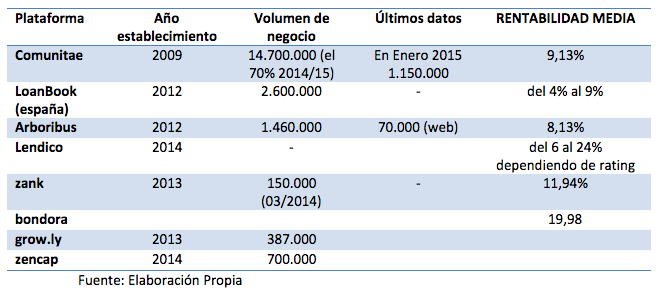 Plataforma Año Volumen de Últimos datos RENTABILIDAD MEDIA
establecimiento negocio
Comunitae 2009 14.700.000 (el En Enero 2015 9,13%
70% 2014/15) 1.150.000
LoanBook 2012 2.600.000 - del 4% al 9%
(españa)
Arboribus 2012 1.460.000 70.000 (web) 8,13%
Lendico 2014 - del 6 al 24%
dependiendo de rating
zank 2013 150.000 - 11,94%
(03/2014)
bondora 19,98
grow.ly 2013 387.000
zencap 2014 700.000
Fuente: Elaboración Propia